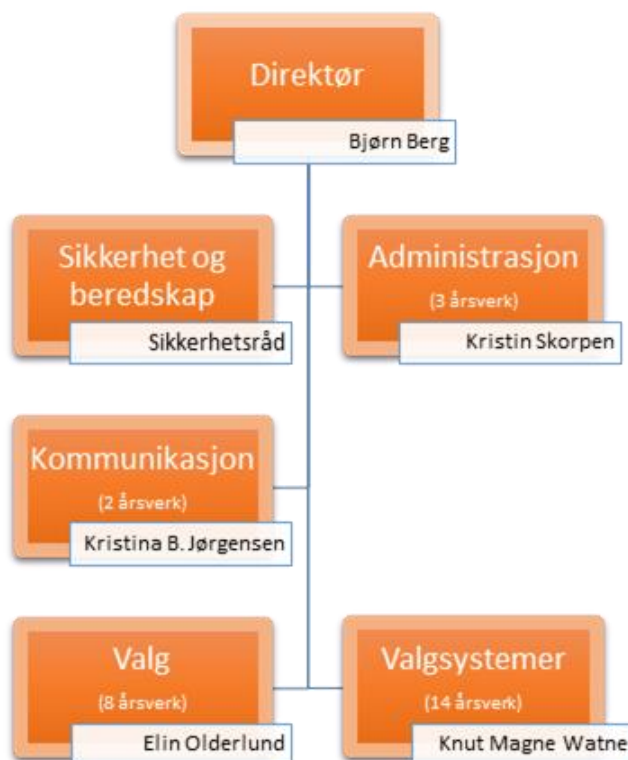 Direktør
Bjørn Berg
Sikkerhet og
beredskap
Sikkerhetsråd
Administrasjon
(3 årsverk)
Kristin Skorpen
Kommunikasjon
(2 årsverk)
Kristina B. Jørgensen
Valg
(8 årsverk)
Elin Olderlund
Valgsystemer
(14 årsverk)
Knut Magne Watne